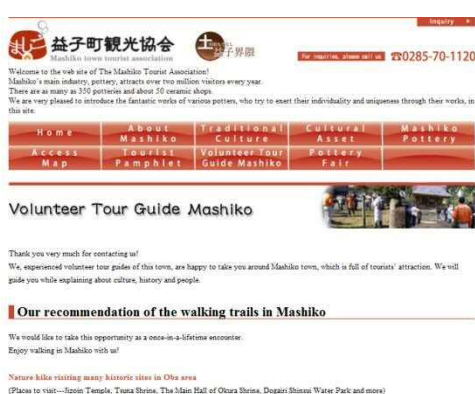 Inquiry
ましこ 益子町観光協会
Mashiko town tourist association
土 益子界隈
For inquiries, please call us ☎0285-70-1120
Welcome to the web site of The Mashiko Tourist Association!
Mashiko's main industry, pottery, attracts over two million visitors every year.
There are as many as 350 potteries and about 50 ceramic shops.
We are very pleased to introduce the fantastic works of various potters, who try to exert their individuality and uniqueness through their works, in
this site.
Home About Mashiko Traditional Culture Cultural Asset Mashiko Pottery
Access Map Tourist Pamphlet Volunteer Tour Guide Mashiko Pottery Fair
Volunteer Tour Guide Mashiko
Thank you very much for contacting us!
We, experienced volunteer tour guides of this town, are happy to take you around Mashiko town, which is full of tourists' attraction. We will
guide you while explaining about culture, history and people.
Our recommendation of the walking trails in Mashiko
We would like to take this opportunity as a once-in-a-lifetime encounter.
Enjoy walking in Mashiko with us!
Nature hike visiting many historic sites in Oba area
(Places to visit---Jizoin Temple, Tsuna Shrine, The Main Hall of Okura Shrine, Dogairi Shinsui Water Park and more)